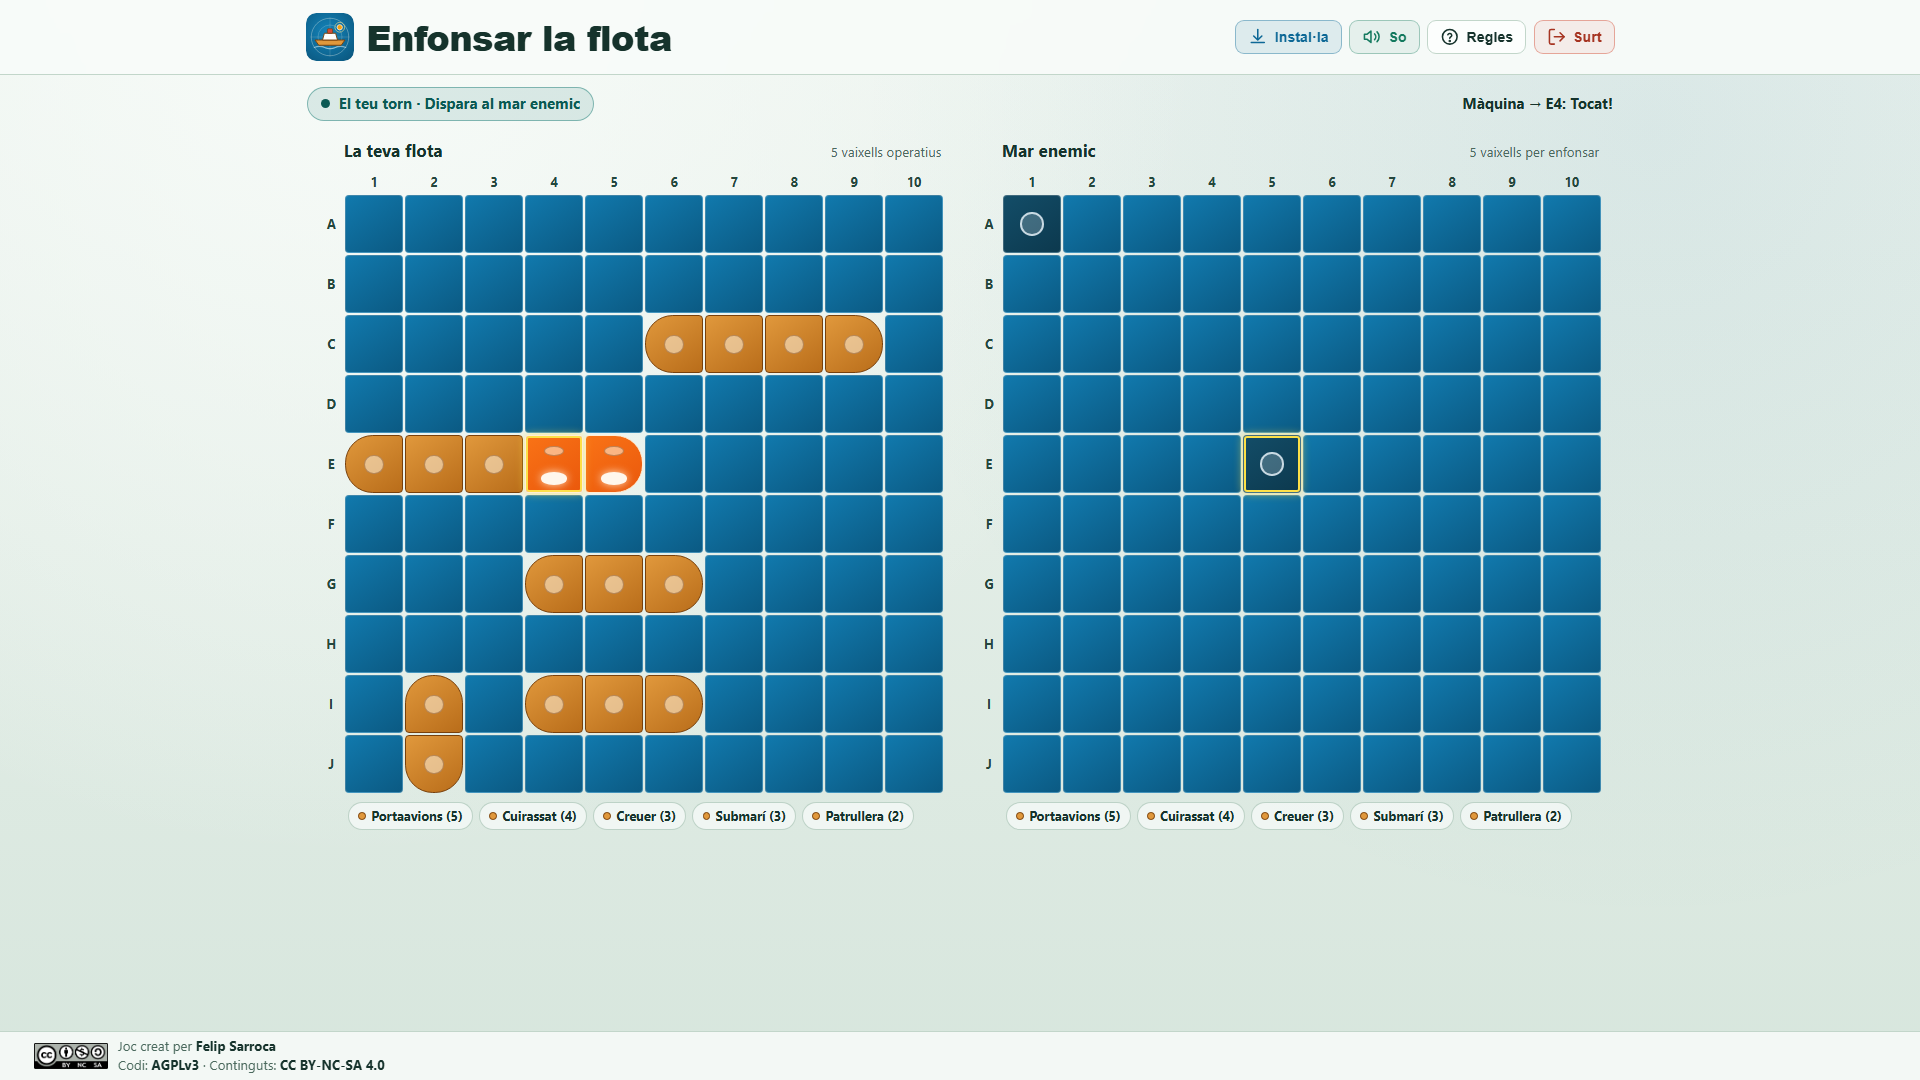 Enfonsar la flota
Instal·la
So
Regles
Surt
El teu torn · Dispara al mar enemic
Màquina → E4: Tocat!
La teva flota
5 vaixells operatius
1 2 3 4 5 6 7 8 9 10
A
B
C
D
E
F
G
H
I
J
Portaavions (5)
Cuirassat (4)
Creuer (3)
Submarí (3)
Patrullera (2)
Mar enemic
5 vaixells per enfonsar
1 2 3 4 5 6 7 8 9 10
A
B
C
D
E
F
G
H
I
J
Portaavions (5)
Cuirassat (4)
Creuer (3)
Submarí (3)
Patrullera (2)
CC
BY NC SA
Joc creat per Felip Sarroca
Codi: AGPLv3 · Continguts: CC BY-NC-SA 4.0